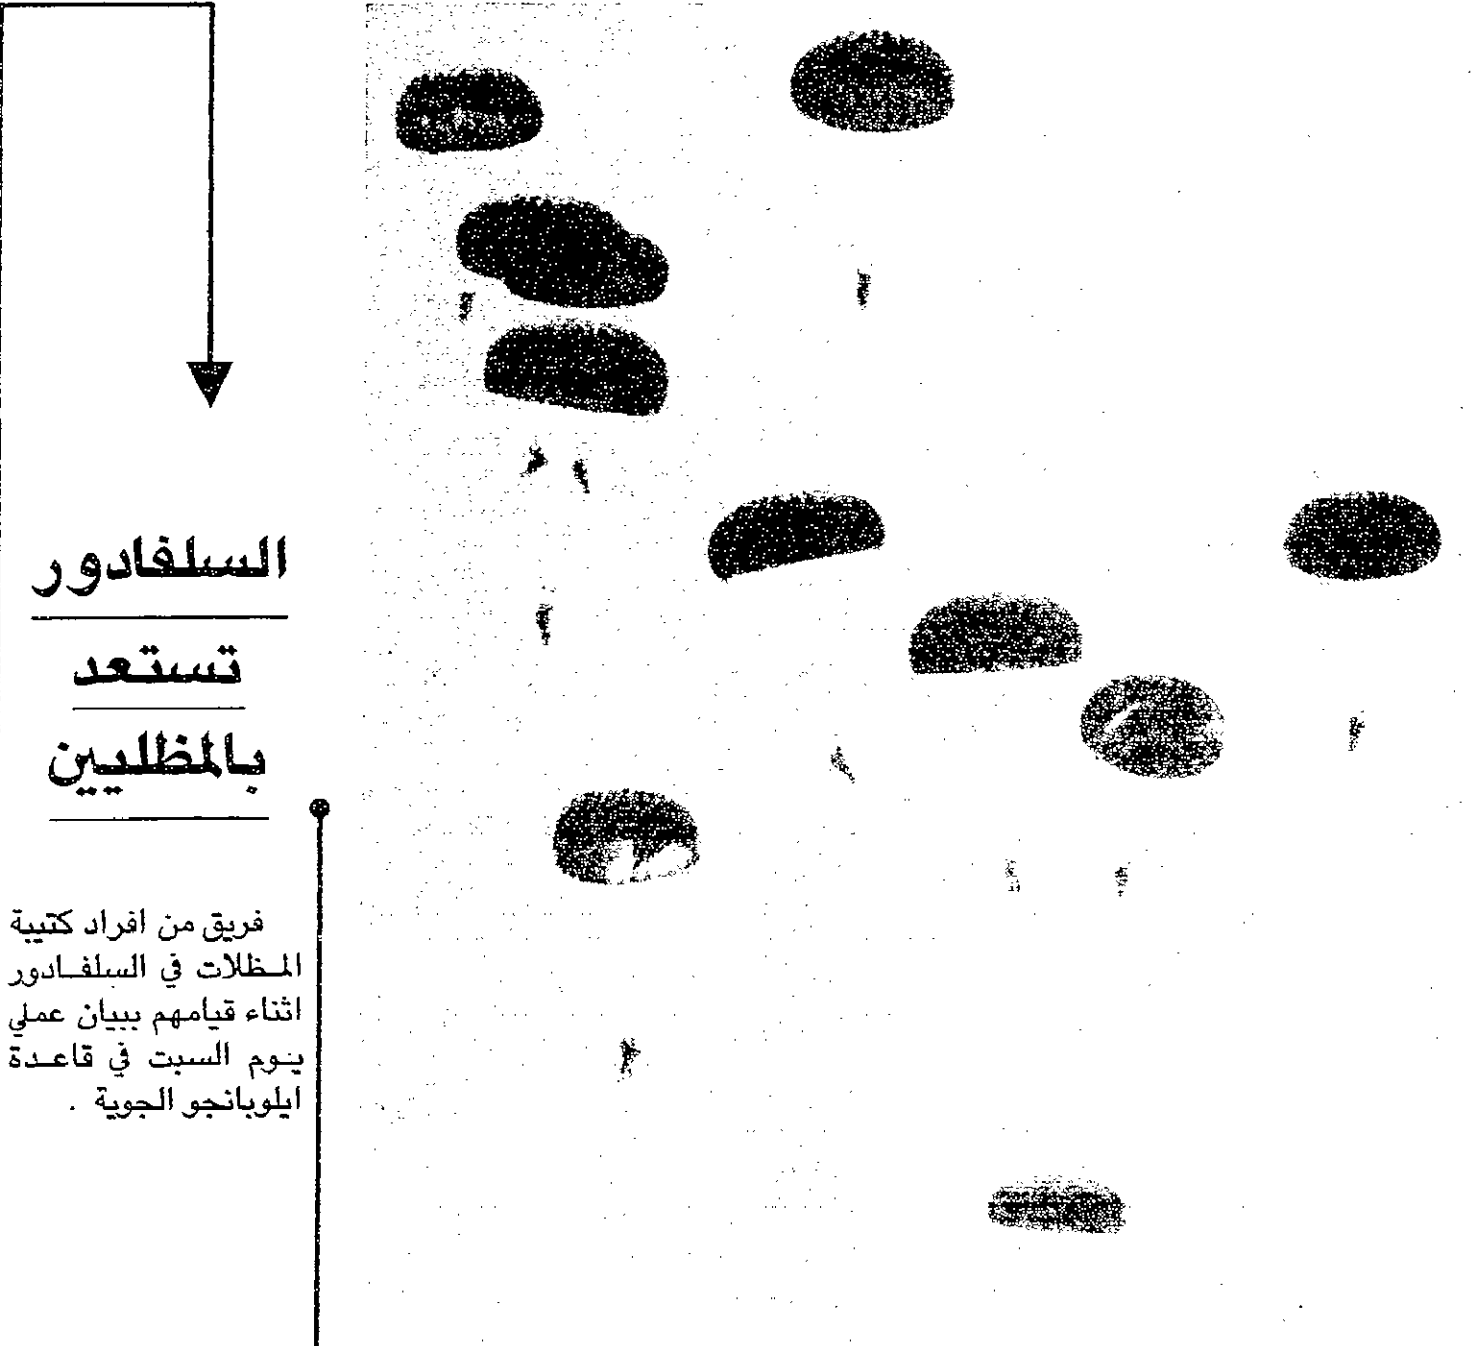 السلفادور
تستعد
بالمظليين
فريق من افراد كتيبة
المظلات في السلفادور
اثناء قيامهم ببيان عملي
يوم السبت في قاعدة
ايلوبانجو الجوية .